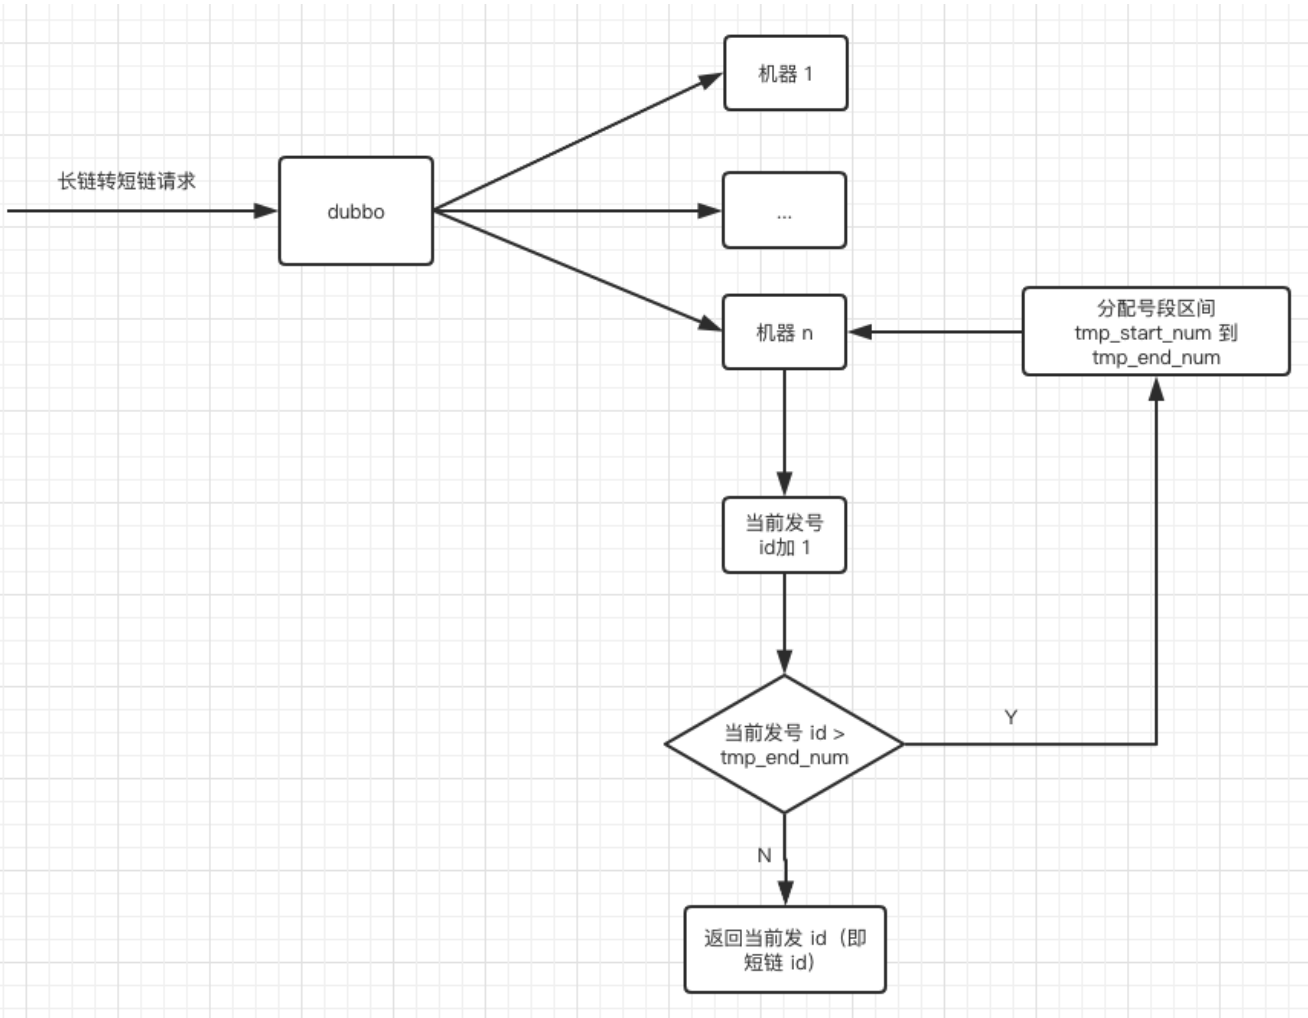 机器 1
长链转短链请求
dubbo
...
机器 n
分配号段区间
tmp_start_num 到
tmp_end_num
当前发号
id加 1
当前发号 id >
tmp_end_num
Y
N
返回当前发 id（即
短链 id）